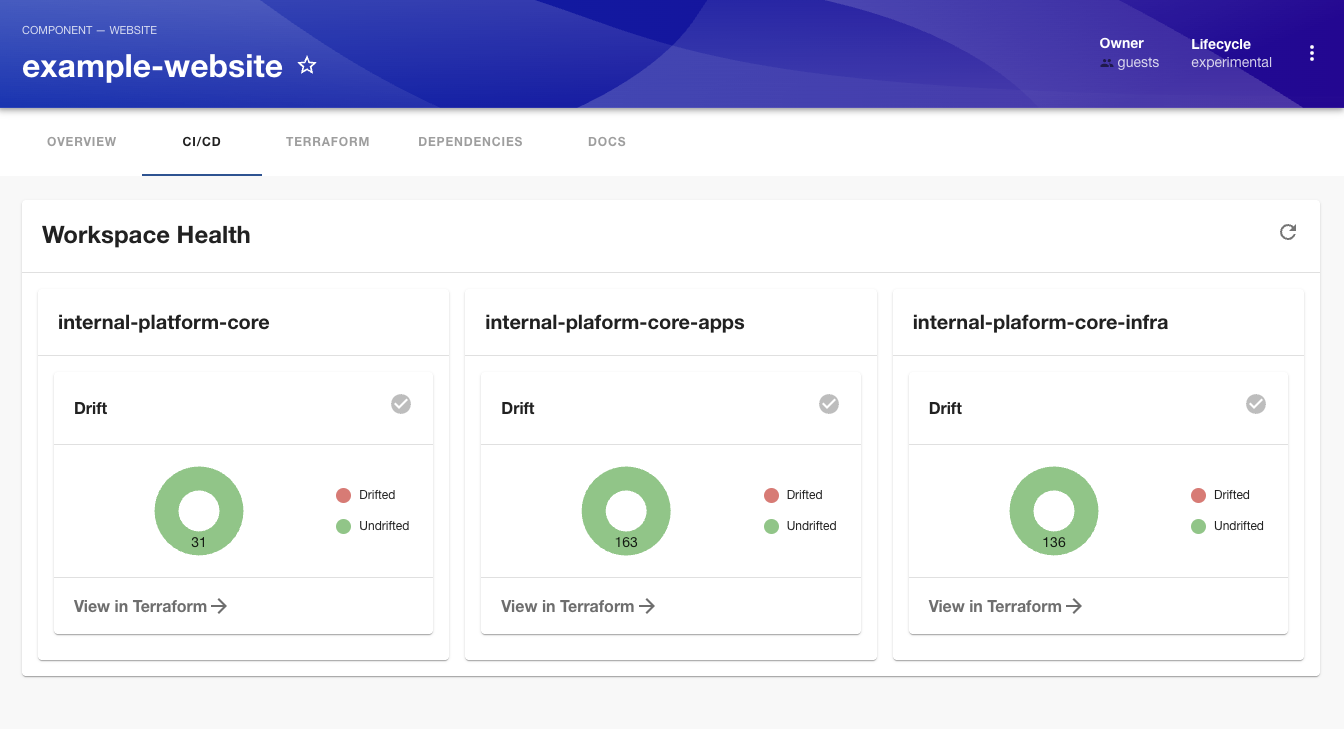 COMPONENT — WEBSITE
example-website
Owner
guests
Lifecycle
experimental
OVERVIEW CI/CD TERRAFORM DEPENDENCIES DOCS
Workspace Health
internal-platform-core
Drift
31
Drifted
Undrifted
View in Terraform
internal-plaform-core-apps
Drift
163
Drifted
Undrifted
View in Terraform
internal-plaform-core-infra
Drift
136
Drifted
Undrifted
View in Terraform